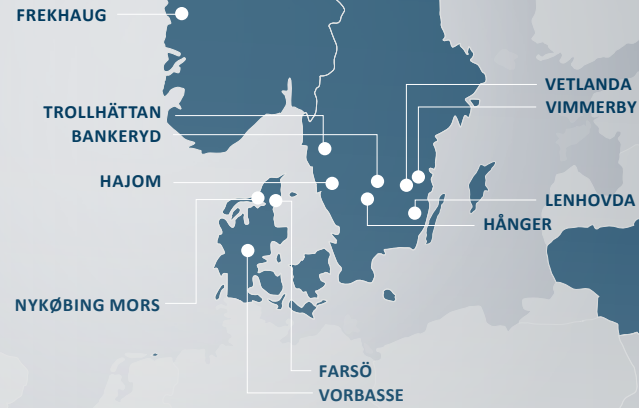 FREKHAUG
VETLANDA
VIMMERBY
TROLLHÄTTAN
BANKERYD
HAJOM
LENHOVDA
HÅNGER
NYKØBING MORS
FARSÖ
VORBASSE